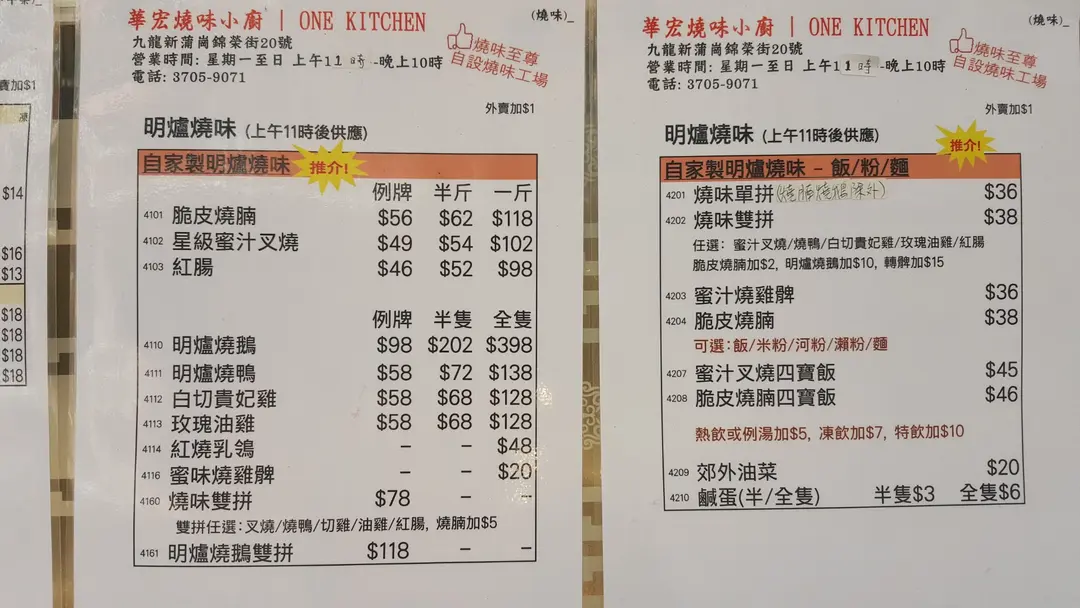 賣加$1
凍
$14
$16
$13
$18
$18
$18
$18
華宏燒味小廚 | ONE KITCHEN
(燒味)_
九龍新蒲崗錦榮街20號
營業時間: 星期一至日 上午11時-晚上10時
電話: 3705-9071
燒味至尊
自設燒味工場
外賣加$1
明爐燒味 (上午11時後供應)
自家製明爐燒味 推介!
例牌 半斤 一斤
4101 脆皮燒腩 $56 $62 $118
4102 星級蜜汁叉燒 $49 $54 $102
4103 紅腸 $46 $52 $98
例牌 半隻 全隻
4110 明爐燒鵝 $98 $202 $398
4111 明爐燒鴨 $58 $72 $138
4112 白切貴妃雞 $58 $68 $128
4113 玫瑰油雞 $58 $68 $128
4114 紅燒乳鴿 – – $48
4116 蜜味燒雞髀 – – $20
4160 燒味雙拼 $78 – –
雙拼任選:叉燒/燒鴨/切雞/油雞/紅腸, 燒腩加$5
4161 明爐燒鵝雙拼 $118 – –
華宏燒味小廚 | ONE KITCHEN
(燒味)_
九龍新蒲崗錦榮街20號
營業時間: 星期一至日 上午11時-晚上10時
電話: 3705-9071
燒味至尊
自設燒味工場
外賣加$1
明爐燒味 (上午11時後供應)
推介!
自家製明爐燒味 – 飯/粉/麵
4201 燒味單拼 $36
4202 燒味雙拼 $38
任選: 蜜汁叉燒/燒鴨/白切貴妃雞/玫瑰油雞/紅腸
脆皮燒腩加$2, 明爐燒鵝加$10, 轉髀加$15
4203 蜜汁燒雞髀 $36
4204 脆皮燒腩 $38
可選:飯/米粉/河粉/瀨粉/麵
4207 蜜汁叉燒四寶飯 $45
4208 脆皮燒腩四寶飯 $46
熱飲或例湯加$5, 凍飲加$7, 特飲加$10
4209 郊外油菜 $20
4210 鹹蛋(半/全隻) 半隻$3 全隻$6